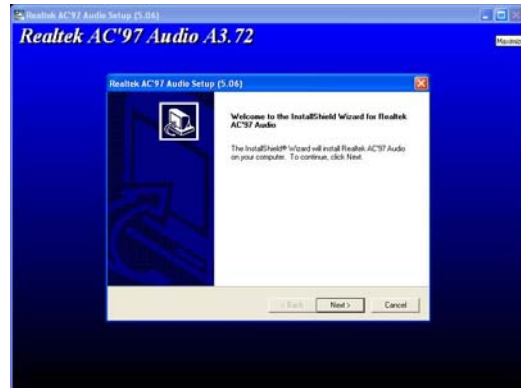 Realtek AC'97 Audio Setup (5.06)
Realtek AC'97 Audio A3.72
Realtek AC'97 Audio Setup (5.06)
Welcome to the InstallShield Wizard for Realtek
AC'97 Audio
The InstallShield® Wizard will install Realtek AC'97 Audio
on your computer. To continue, click Next.
< Back Next > Cancel